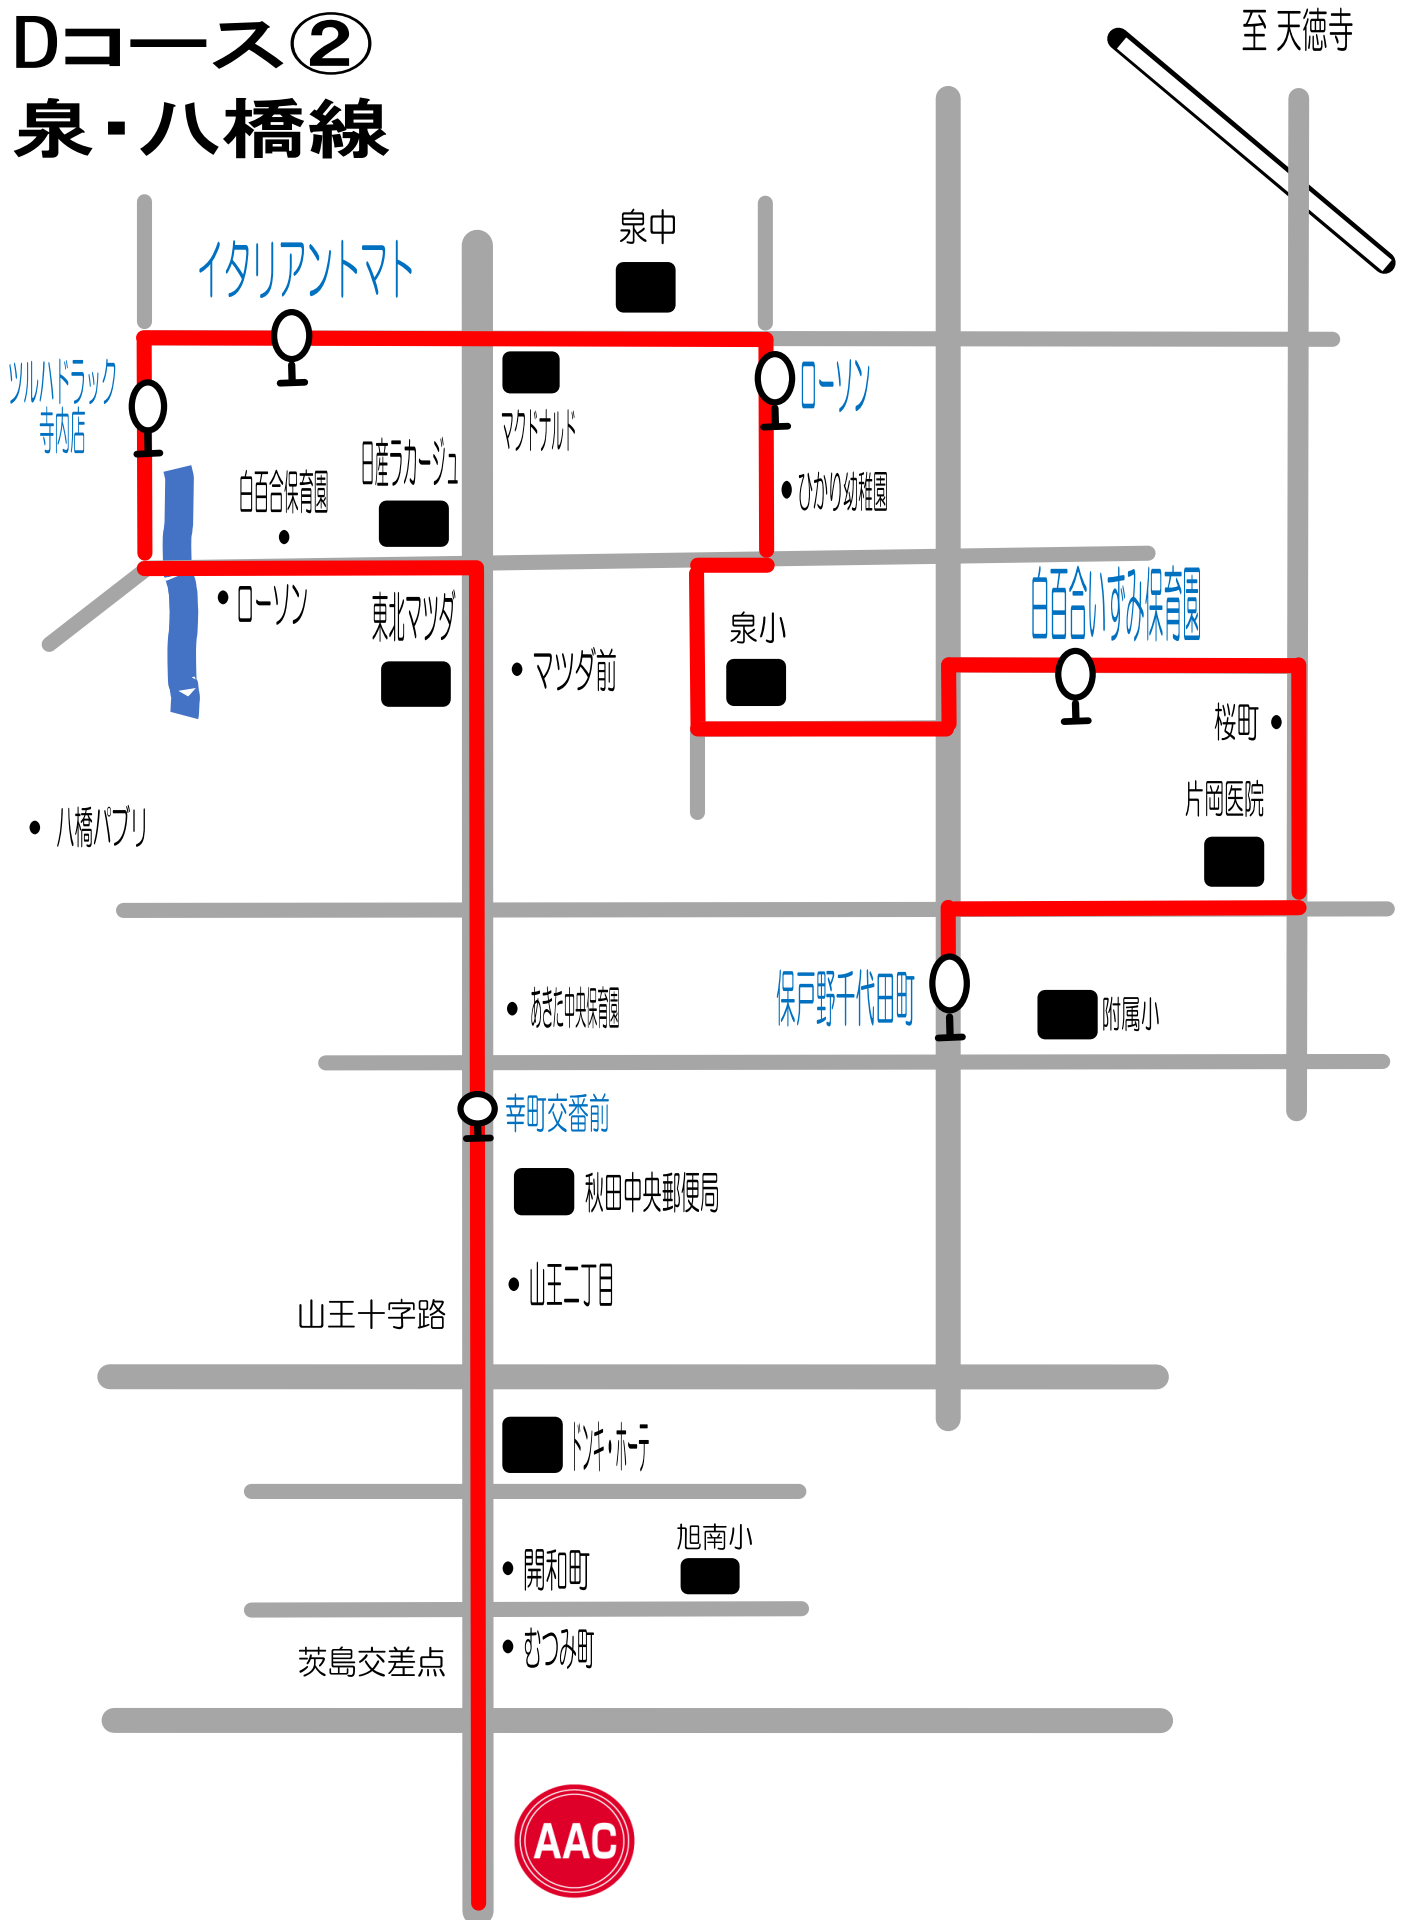 Dコース②
至 天徳寺
泉・八橋線
泉中
イタリアントマト
ツルハドラック
寺内店
ローソン
マクドナルド
日産ラカージュ
白百合保育園
ひかり幼稚園
白百合いずみ保育園
ローソン
東北マツダ
泉小
マツダ前
桜町
片岡医院
八橋パブリ
保戸野千代田町
あきた中央保育園
附属小
幸町交番前
秋田中央郵便局
山王二丁目
山王十字路
ドンキ・ホーテ
旭南小
開和町
むつみ町
茨島交差点
AAC